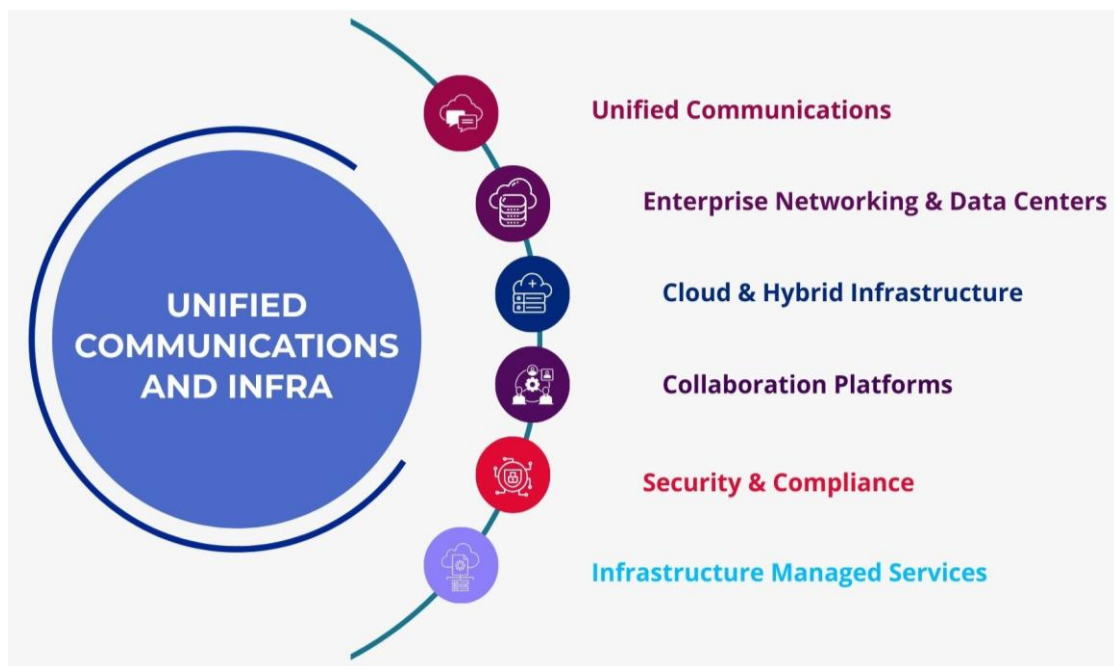 UNIFIED
COMMUNICATIONS
AND INFRA
Unified Communications
Enterprise Networking & Data Centers
Cloud & Hybrid Infrastructure
Collaboration Platforms
Security & Compliance
Infrastructure Managed Services